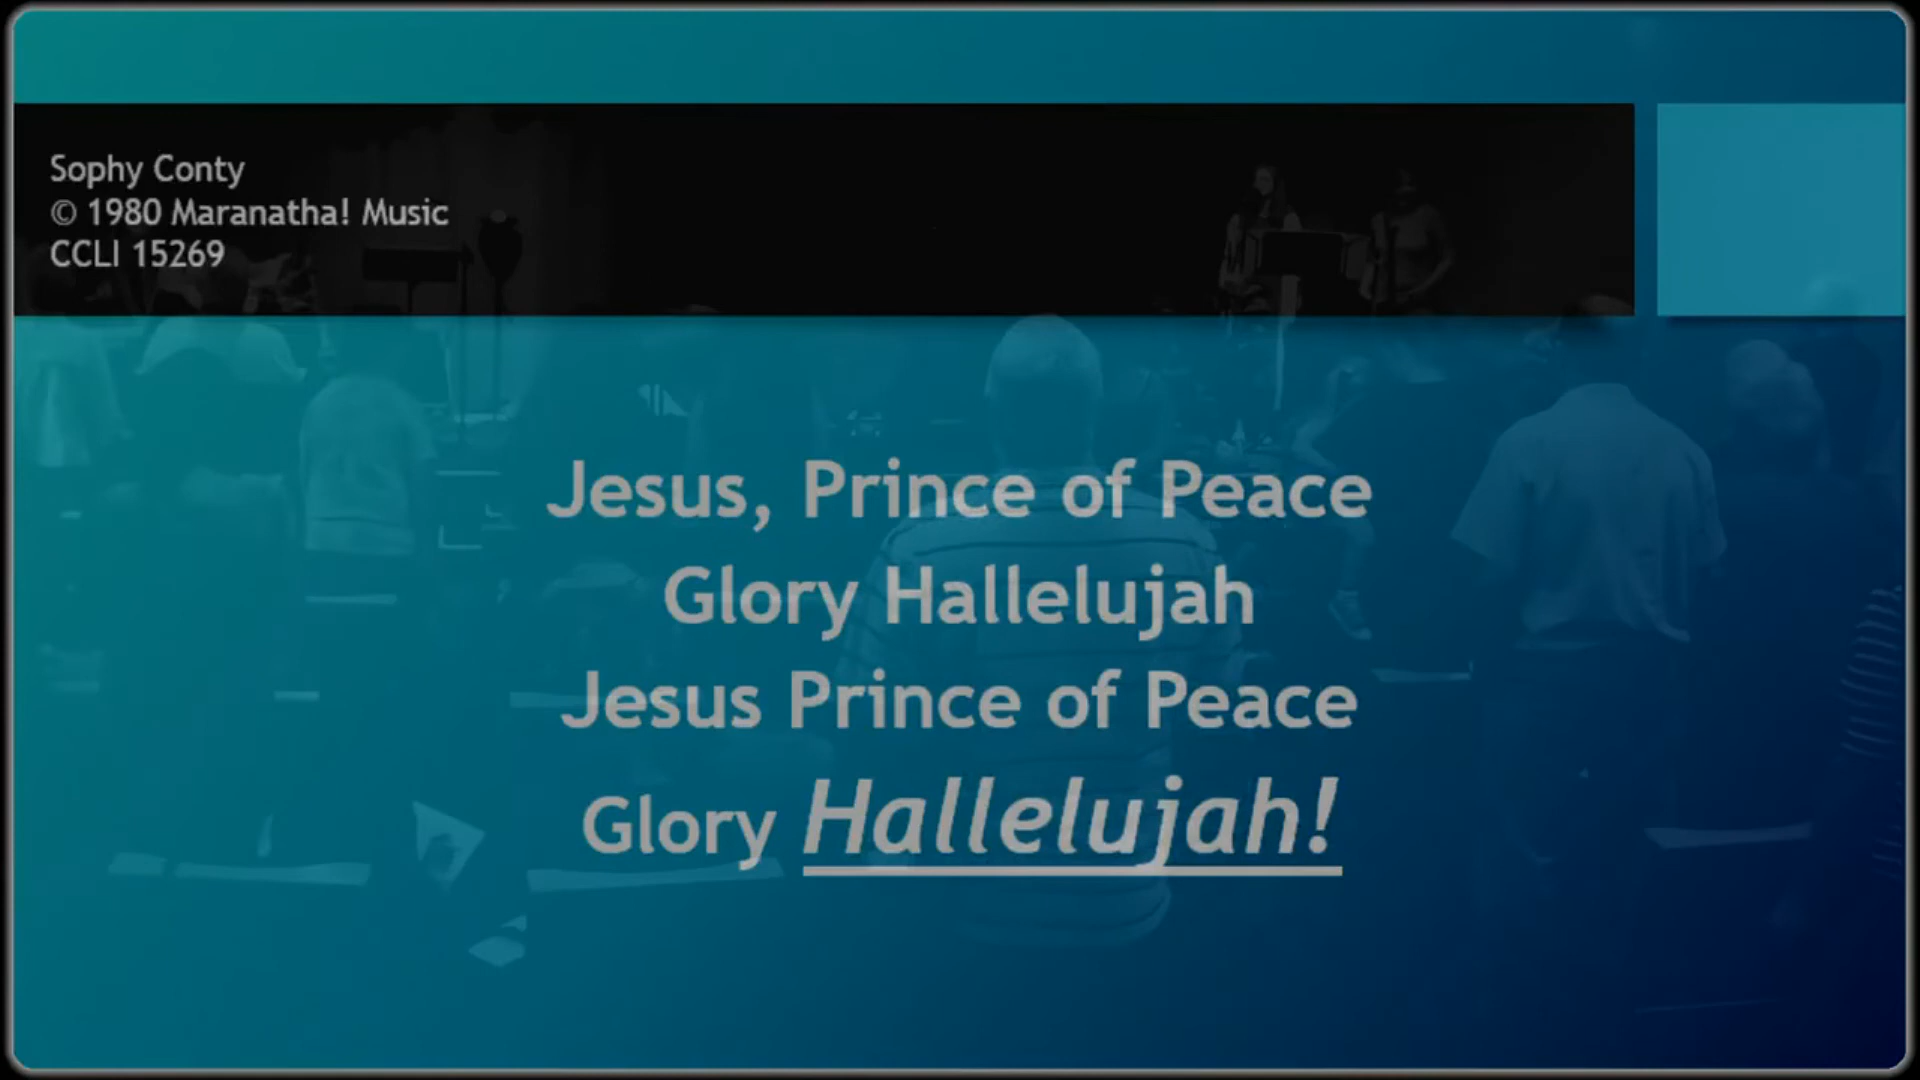 Sophy Conty
© 1980 Maranatha! Music
CCLI 15269
Jesus, Prince of Peace
Glory Hallelujah
Jesus Prince of Peace
Glory Hallelujah!